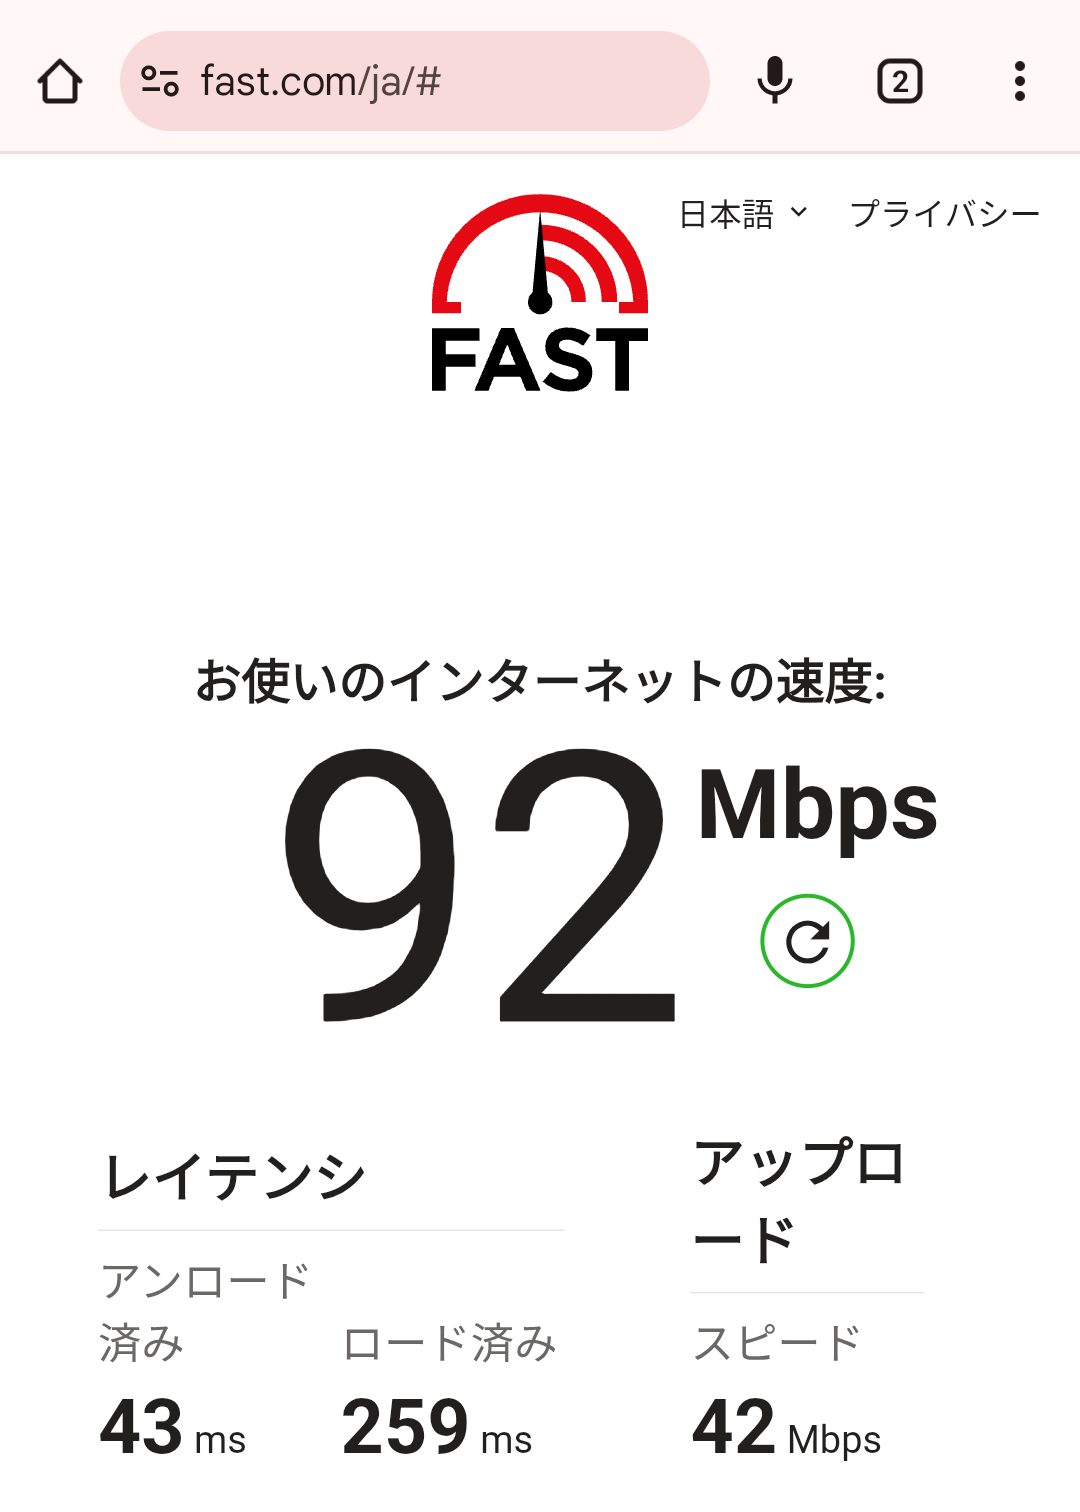 fast.com/ja/#
2
日本語 プライバシー
FAST
お使いのインターネットの速度:
92 Mbps
レイテンシ
アップロ
ード
アンロード
済み
ロード済み
スピード
43 ms
259 ms
42 Mbps